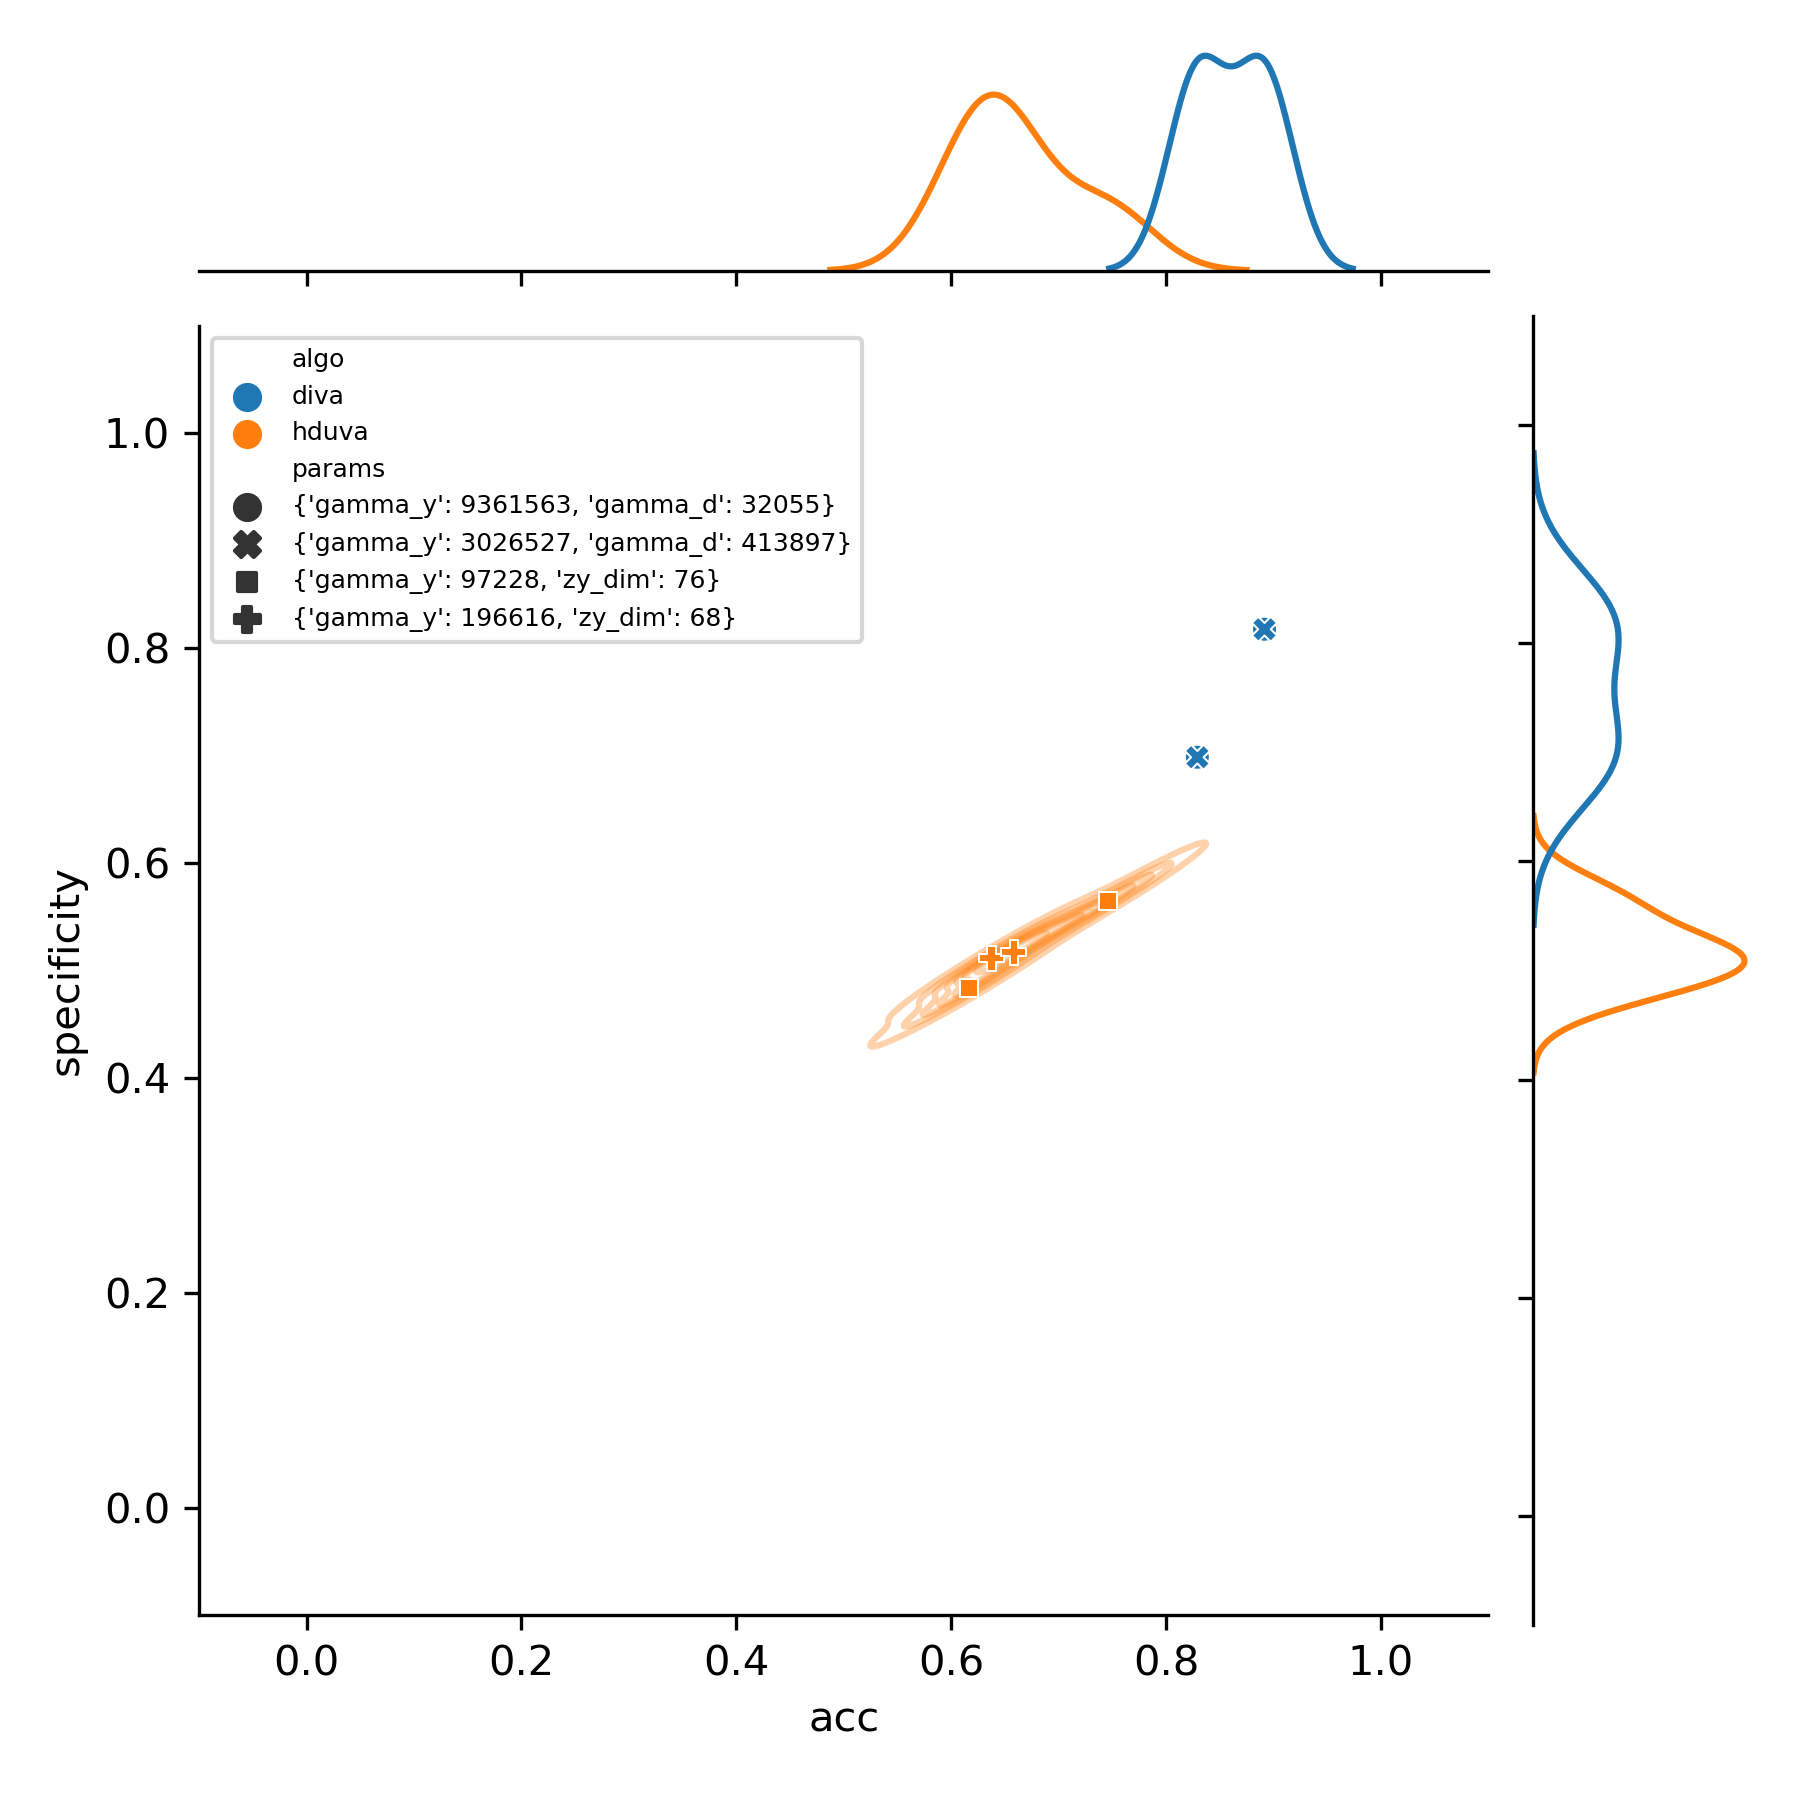 algo
diva
hduva
params
{'gamma_y': 9361563, 'gamma_d': 32055}
{'gamma_y': 3026527, 'gamma_d': 413897}
{'gamma_y': 97228, 'zy_dim': 76}
{'gamma_y': 196616, 'zy_dim': 68}
1.0
0.8
0.6
0.4
0.2
0.0
specificity
0.0 0.2 0.4 0.6 0.8 1.0
acc